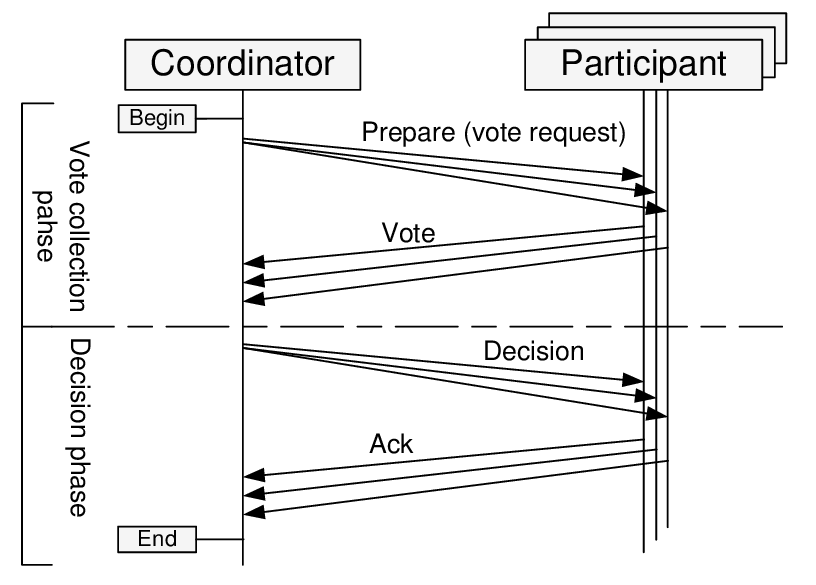 Coordinator
Participant
Begin
Prepare (vote request)
Vote collection
pahse
Vote
Decision
Decision phase
Ack
End